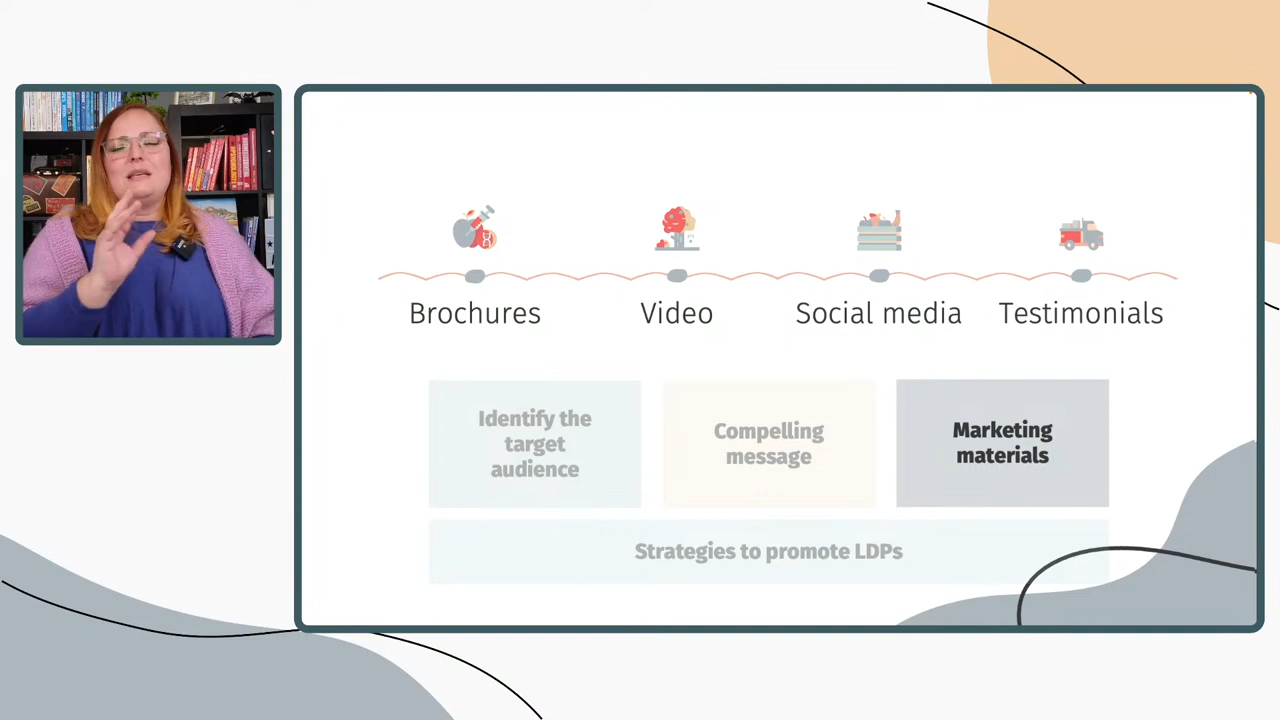 Brochures
Video
Social media
Testimonials
Identify the
target
audience
Compelling
message
Marketing
materials
Strategies to promote LDPs